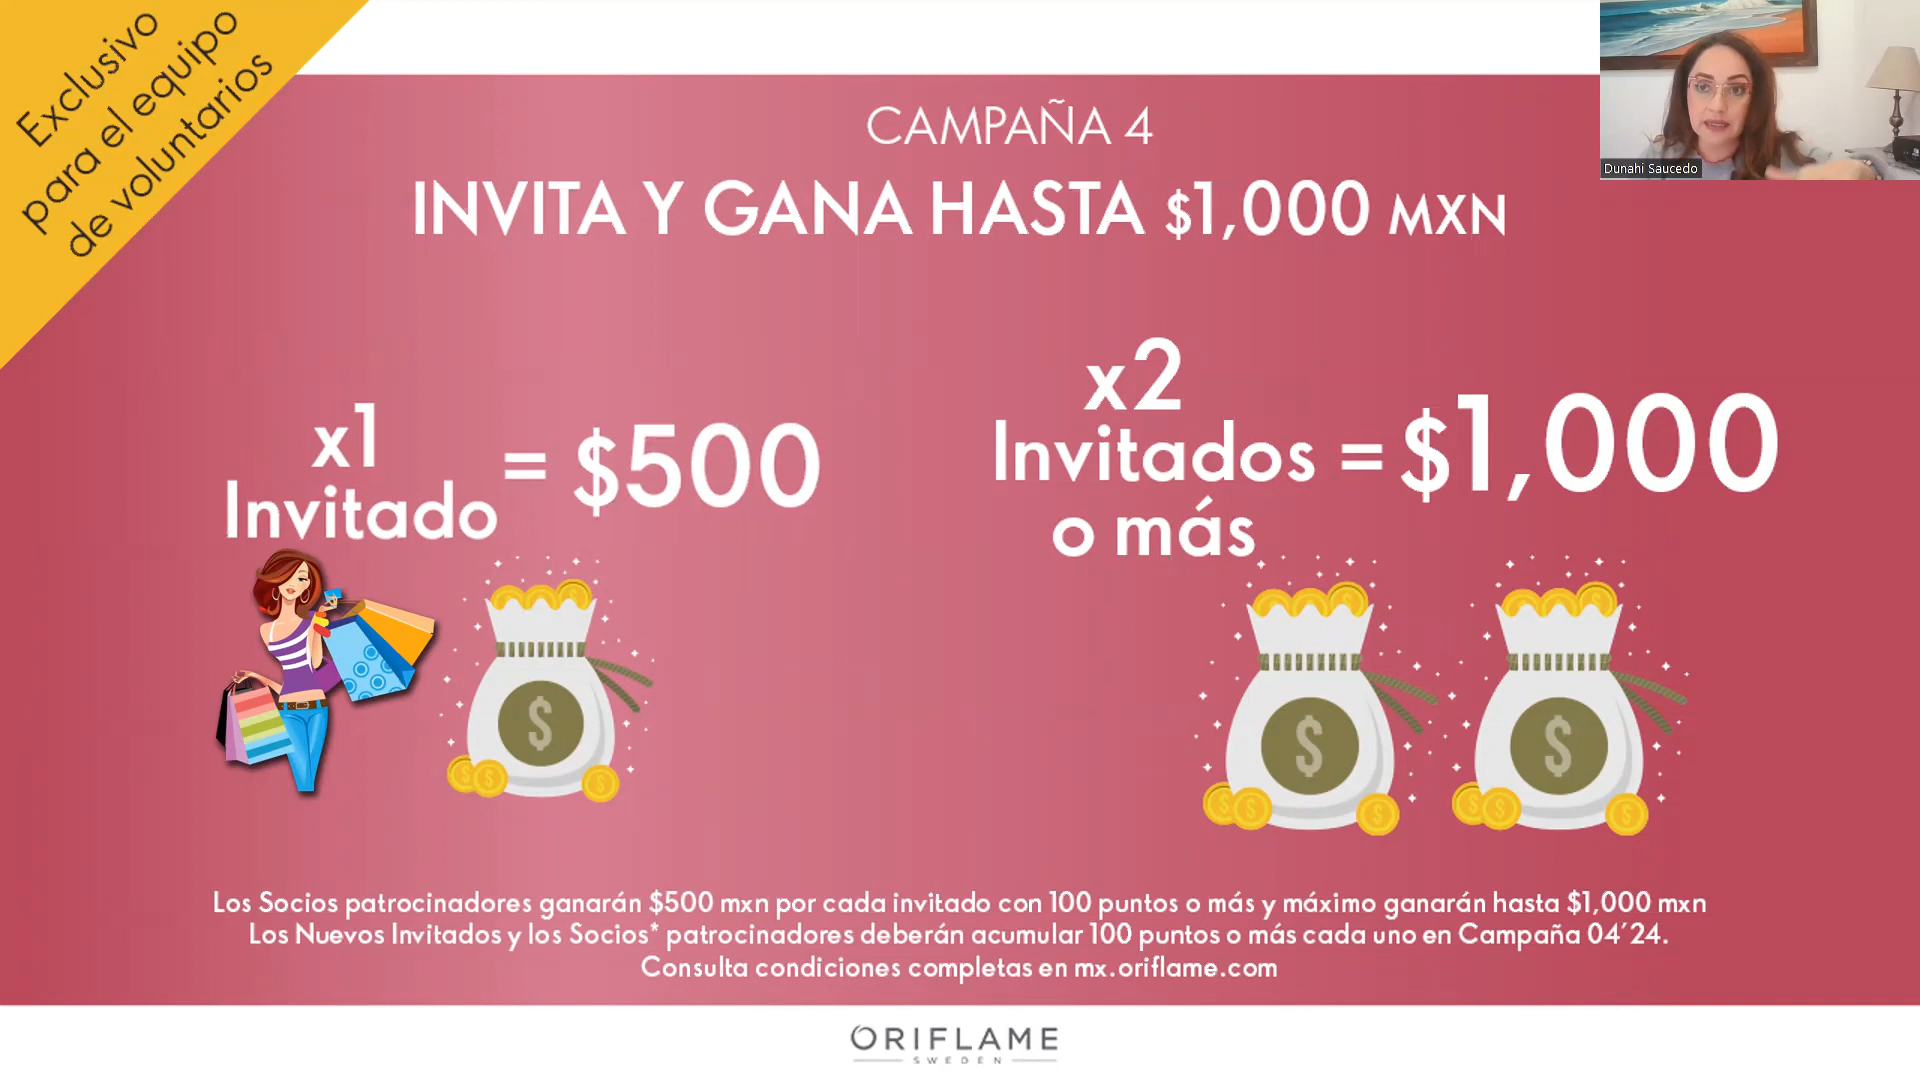 Exclusivo
para el equipo
de voluntarios
CAMPAÑA 4
INVITA Y GANA HASTA $1,000 MXN
x1
Invitado
= $500
x2
Invitados
o más
= $1,000
Los Socios patrocinadores ganarán $500 mxn por cada invitado con 100 puntos o más y máximo ganarán hasta $1,000 mxn
Los Nuevos Invitados y los Socios* patrocinadores deberán acumular 100 puntos o más cada uno en Campaña 04'24.
Consulta condiciones completas en mx.oriflame.com
ORIFLAME
SWEDEN
Dunahi Saucedo